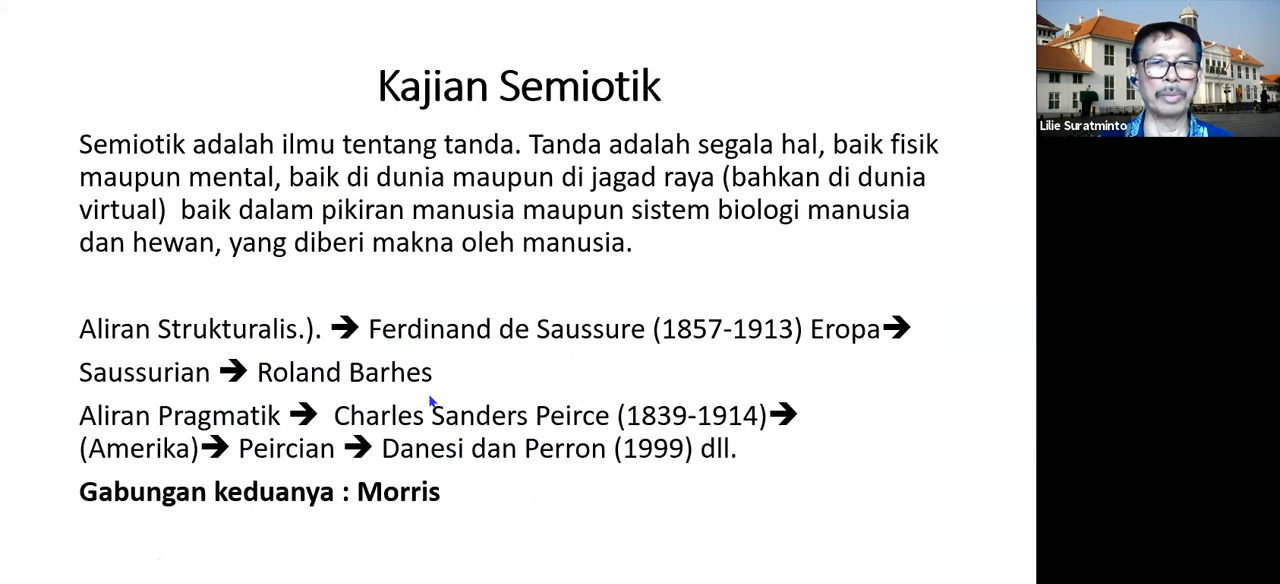 Kajian Semiotik
Semiotik adalah ilmu tentang tanda. Tanda adalah segala hal, baik fisik
maupun mental, baik di dunia maupun di jagad raya (bahkan di dunia
virtual)  baik dalam pikiran manusia maupun sistem biologi manusia
dan hewan, yang diberi makna oleh manusia.
Aliran Strukturalis.). ➔ Ferdinand de Saussure (1857-1913) Eropa➔
Saussurian ➔ Roland Barhes
Aliran Pragmatik ➔  Charles Sanders Peirce (1839-1914)➔
(Amerika)➔ Peircian ➔ Danesi dan Perron (1999) dll.
Gabungan keduanya : Morris
Lilie Suratminto